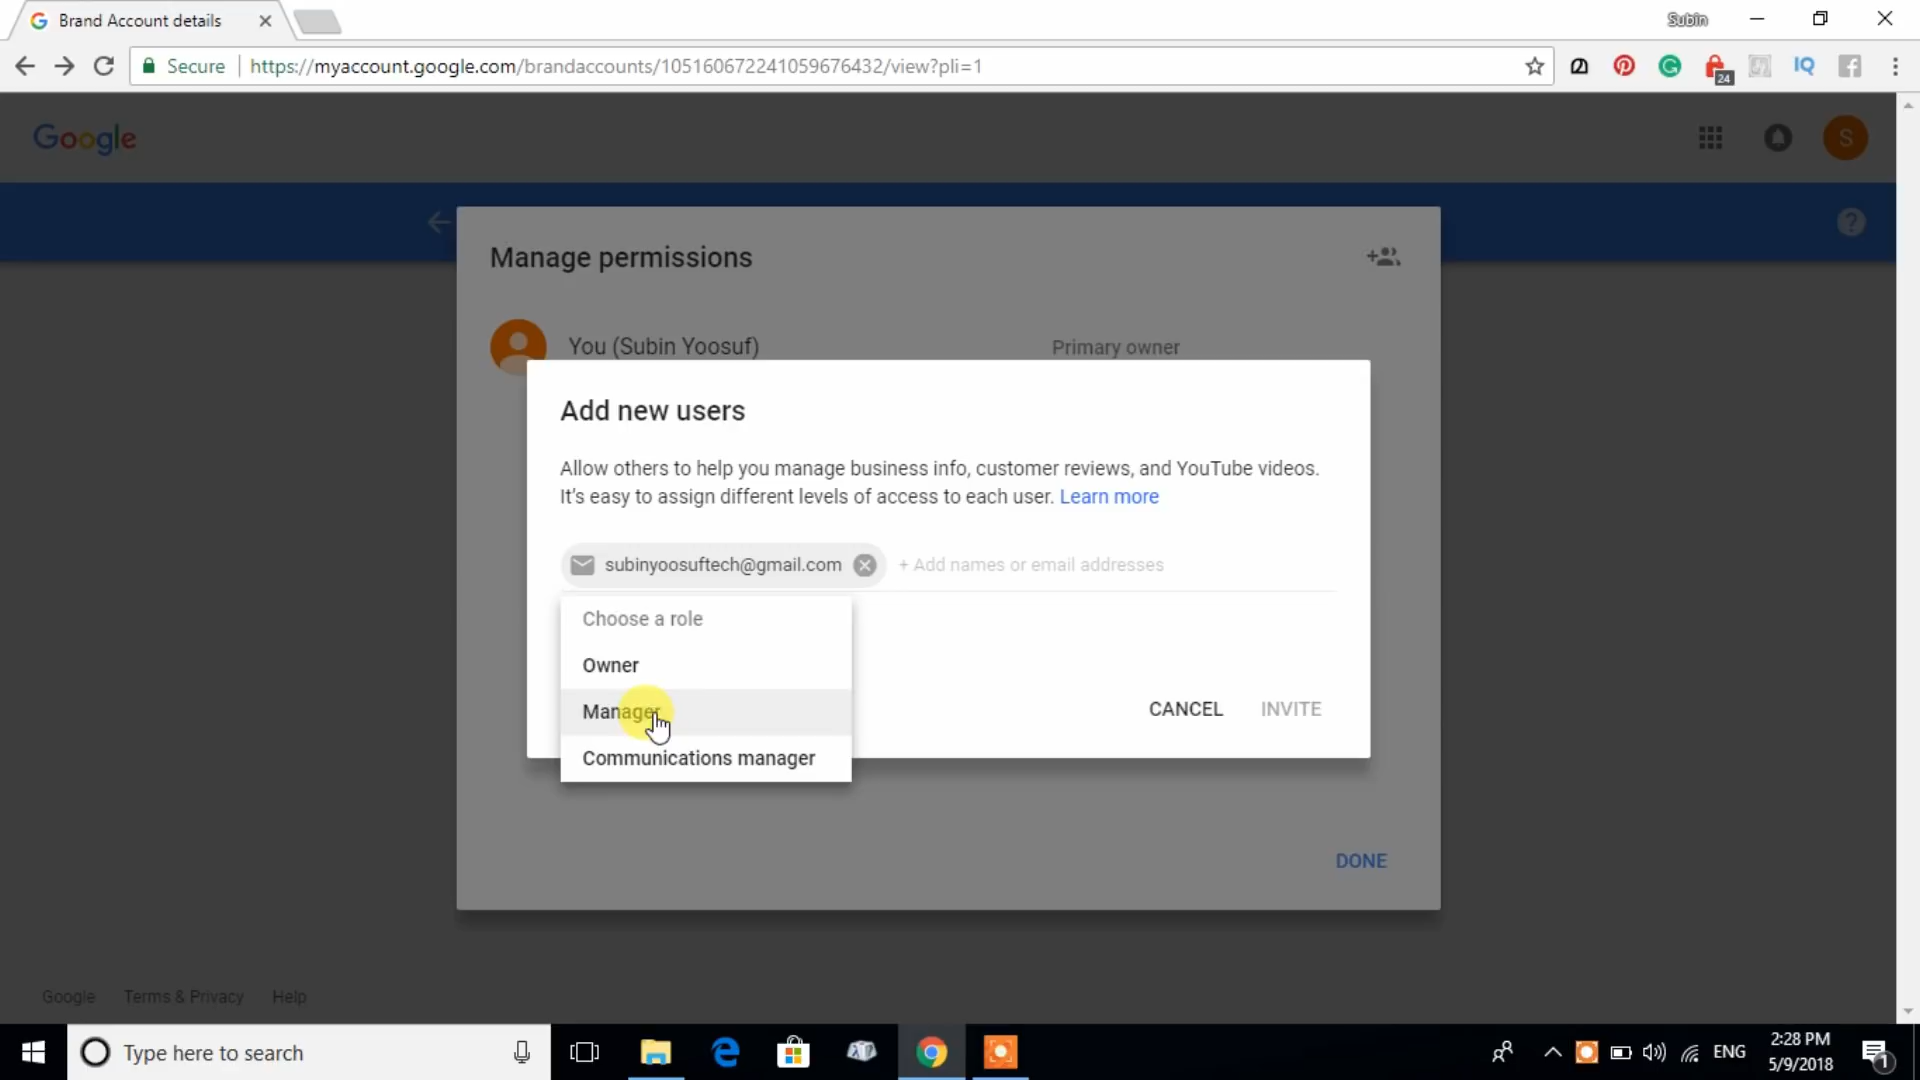 Brand Account details
Subin
Secure
https://myaccount.google.com/brandaccounts/105160672241059676432/view?pli=1
24
IQ
Google
S
Manage permissions
You (Subin Yoosuf)
Primary owner
Add new users
Allow others to help you manage business info, customer reviews, and YouTube videos.
It's easy to assign different levels of access to each user. Learn more
subinyoosuftech@gmail.com
+ Add names or email addresses
Choose a role
Owner
Manager
Communications manager
CANCEL
INVITE
DONE
Google
Terms & Privacy
Help
Type here to search
ENG
2:28 PM
5/9/2018
1